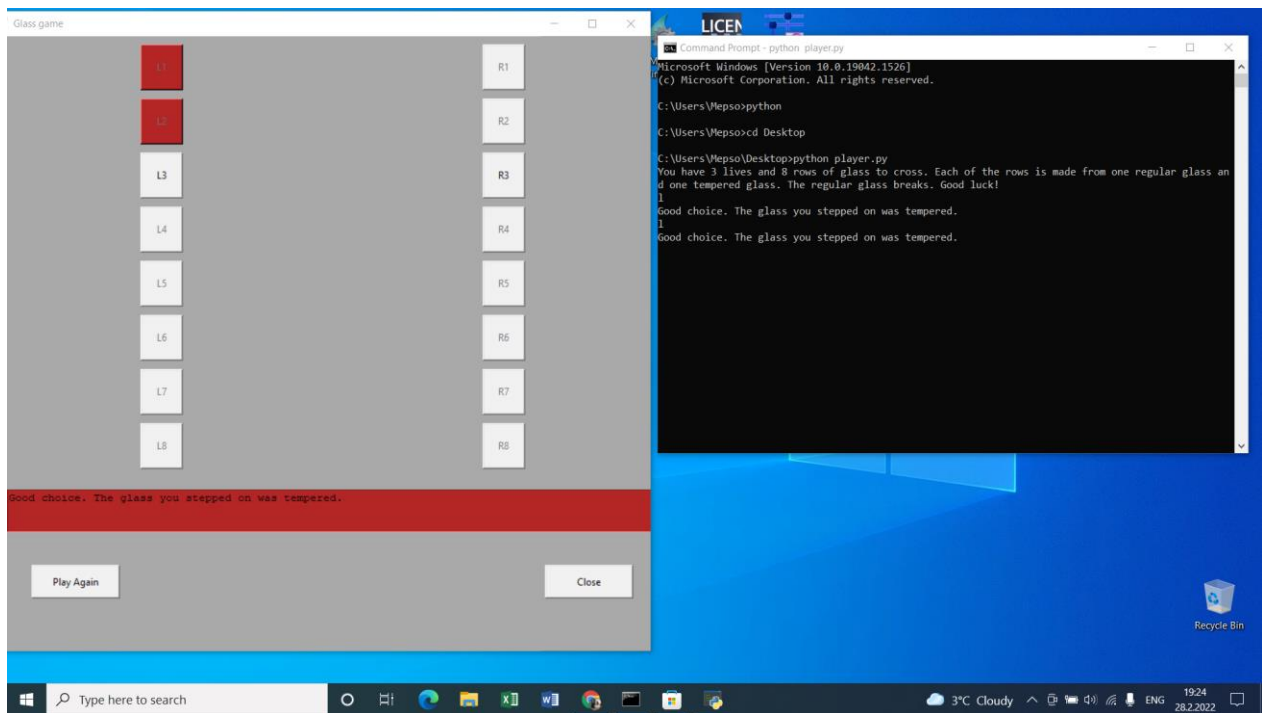 Glass game
L1 R1
L2 R2
L3 R3
L4 R4
L5 R5
L6 R6
L7 R7
L8 R8
Good choice. The glass you stepped on was tempered.
Play Again Close
LICEN
Command Prompt - python player.py
Microsoft Windows [Version 10.0.19042.1526]
(c) Microsoft Corporation. All rights reserved.
C:\Users\Mepso>python
C:\Users\Mepso>cd Desktop
C:\Users\Mepso\Desktop>python player.py
You have 3 lives and 8 rows of glass to cross. Each of the rows is made from one regular glass an
d one tempered glass. The regular glass breaks. Good luck!
l
Good choice. The glass you stepped on was tempered.
l
Good choice. The glass you stepped on was tempered.
Recycle Bin
Type here to search
3°C Cloudy ENG 19:24
28.2.2022